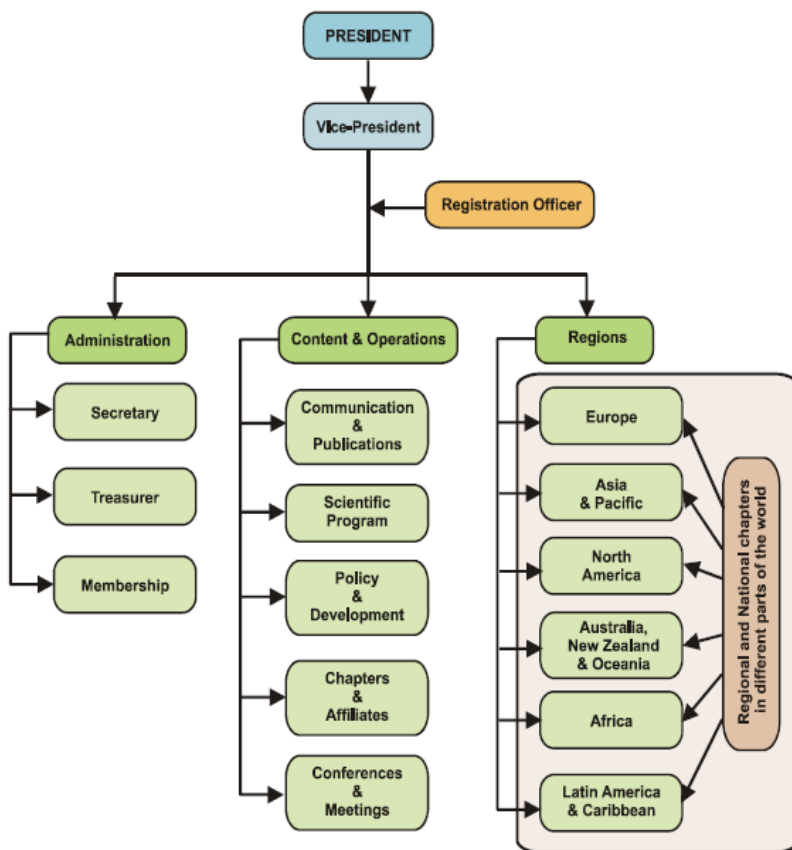 PRESIDENT
Vice-President
Registration Officer
Administration
Secretary
Treasurer
Membership
Content & Operations
Communication
&
Publications
Scientific
Program
Policy
&
Development
Chapters
&
Affiliates
Conferences
&
Meetings
Regions
Europe
Asia
& Pacific
North
America
Australia,
New Zealand
& Oceania
Africa
Latin America
& Caribbean
Regional and National chapters
in different parts of the world